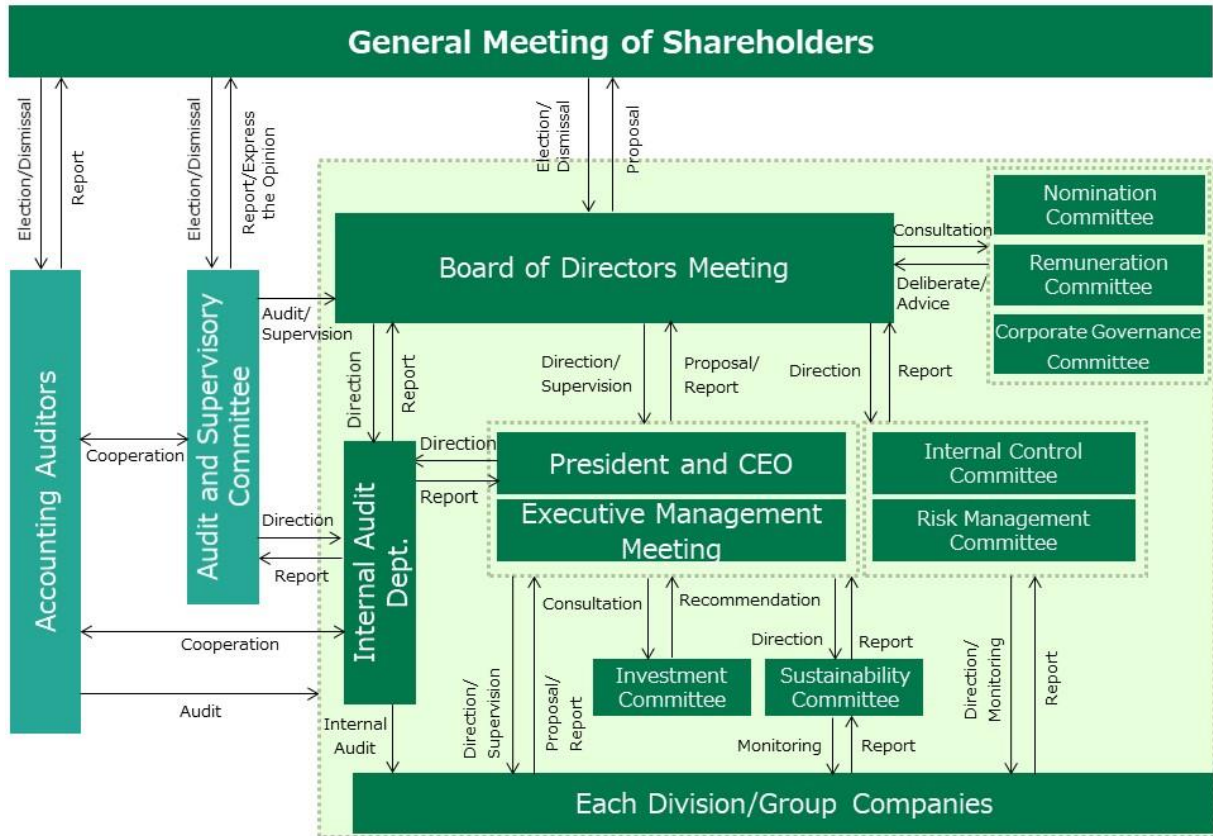 General Meeting of Shareholders
Election/Dismissal
Report
Election/Dismissal
Report/Express
the Opinion
Election/
Dismissal
Proposal
Nomination
Committee
Remuneration
Committee
Corporate Governance
Committee
Consultation
Deliberate/
Advice
Board of Directors Meeting
Audit/
Supervision
Direction
Report
Direction/
Supervision
Proposal/
Report
Direction
Report
Accounting Auditors
Cooperation
Audit and Supervisory
Committee
Direction
Report
Internal Audit
Dept.
Direction
Report
President and CEO
Executive Management
Meeting
Internal Control
Committee
Risk Management
Committee
Cooperation
Audit
Internal
Audit
Direction/
Supervision
Proposal/
Report
Consultation
Recommendation
Direction
Report
Investment
Committee
Sustainability
Committee
Monitoring
Report
Direction/
Monitoring
Report
Each Division/Group Companies